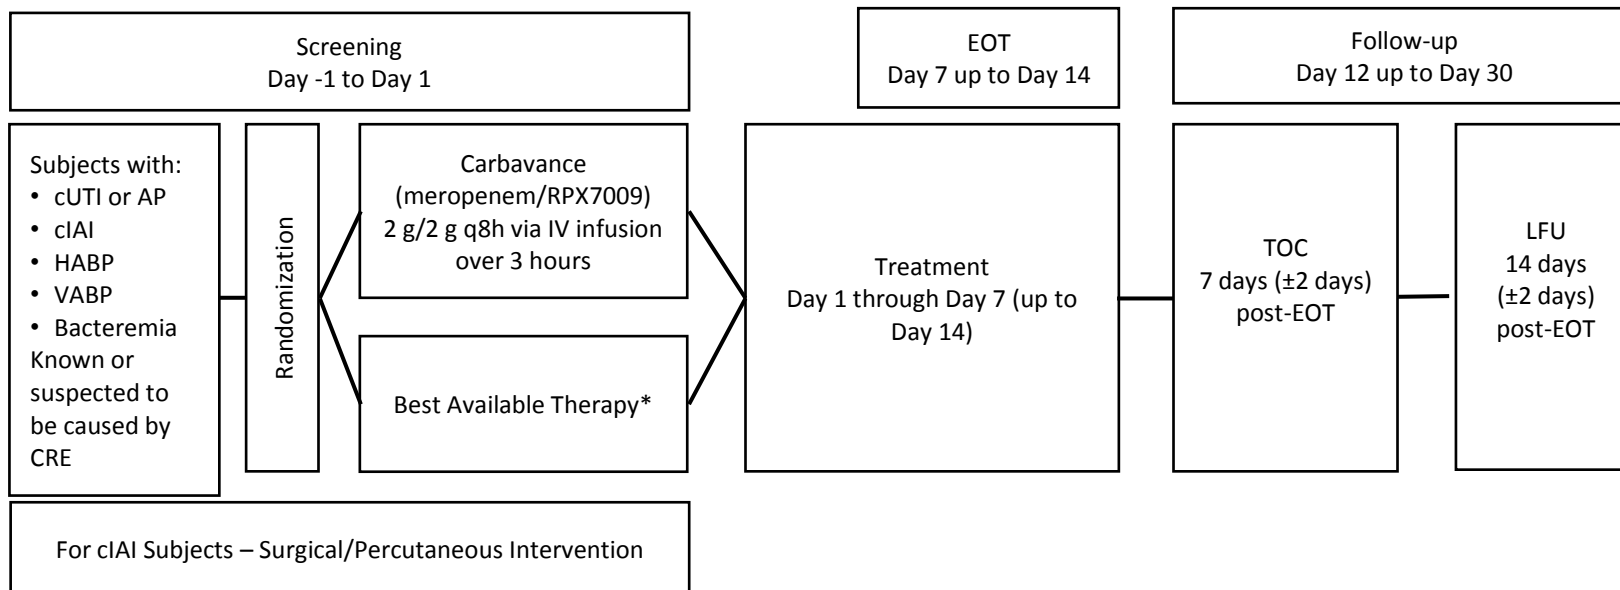 Screening
Day -1 to Day 1
EOT
Day 7 up to Day 14
Follow-up
Day 12 up to Day 30
Subjects with:
• cUTI or AP
• cIAI
• HABP
• VABP
• Bacteremia
Known or
suspected to
be caused by
CRE
Randomization
Carbavance
(meropenem/RPX7009)
2 g/2 g q8h via IV infusion
over 3 hours
Best Available Therapy*
Treatment
Day 1 through Day 7 (up to
Day 14)
TOC
7 days (±2 days)
post-EOT
LFU
14 days
(±2 days)
post-EOT
For cIAI Subjects – Surgical/Percutaneous Intervention